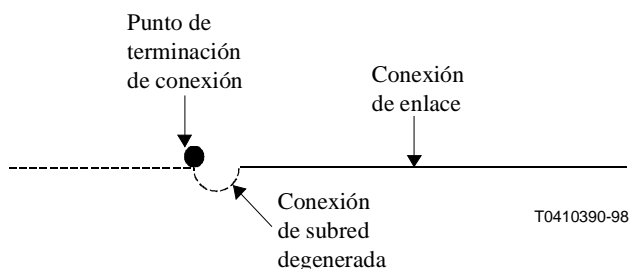 Punto de
terminación
de conexión
Conexión
de enlace
Conexión
de subred
degenerada
T0410390-98